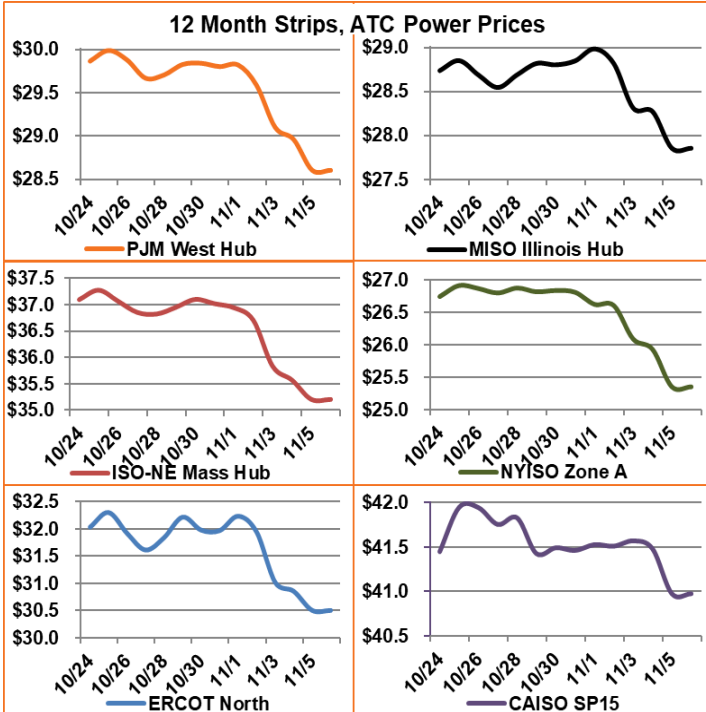 12 Month Strips, ATC Power Prices
$30.0
$29.5
$29.0
$28.5
10/24 10/26 10/28 10/30 11/1 11/3 11/5
PJM West Hub
$29.0
$28.5
$28.0
$27.5
10/24 10/26 10/28 10/30 11/1 11/3 11/5
MISO Illinois Hub
$37.5
$37.0
$36.5
$36.0
$35.5
$35.0
10/24 10/26 10/28 10/30 11/1 11/3 11/5
ISO-NE Mass Hub
$27.0
$26.5
$26.0
$25.5
$25.0
10/24 10/26 10/28 10/30 11/1 11/3 11/5
NYISO Zone A
$32.5
$32.0
$31.5
$31.0
$30.5
$30.0
10/24 10/26 10/28 10/30 11/1 11/3 11/5
ERCOT North
$42.0
$41.5
$41.0
$40.5
10/24 10/26 10/28 10/30 11/1 11/3 11/5
CAISO SP15